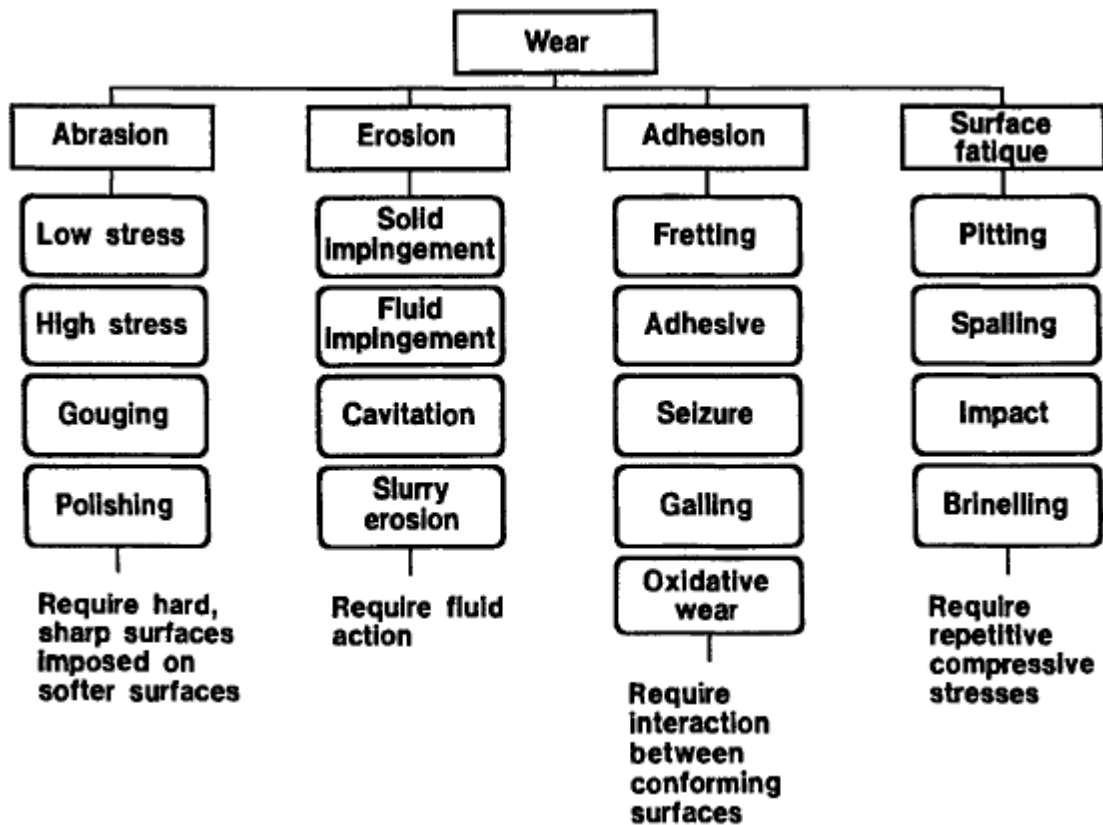 Wear
Abrasion
Erosion
Adhesion
Surface
fatique
Low stress
High stress
Gouging
Polishing
Require hard,
sharp surfaces
imposed on
softer surfaces
Solid
impingement
Fluid
impingement
Cavitation
Slurry
erosion
Require fluid
action
Fretting
Adhesive
Seizure
Galling
Oxidative
wear
Require
interaction
between
conforming
surfaces
Pitting
Spalling
Impact
Brinelling
Require
repetitive
compressive
stresses